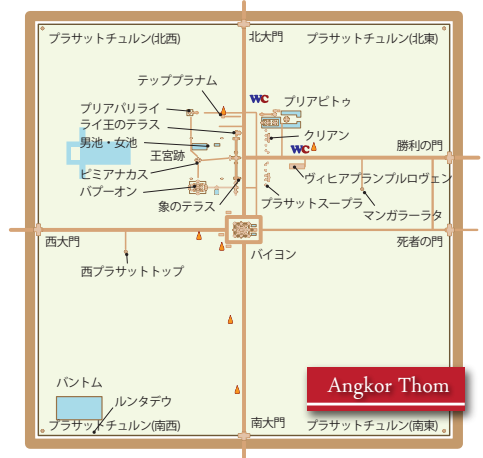 プラサットチュルン(北西)
北大門
プラサットチュルン(北東)
テッププラナム
WC
プリアパリライ
プリアピトゥ
ライ王のテラス
クリアン
男池・女池
WC
勝利の門
王宮跡
ピミアナカス
ヴィヒアプランプルロヴェン
バプーオン
プラサットスープラ
象のテラス
マンガラーラタ
西大門
死者の門
バイヨン
西プラサットトップ
Angkor Thom
バントム
ルンタデウ
プラサットチュルン(南西)
南大門
プラサットチュルン(南東)